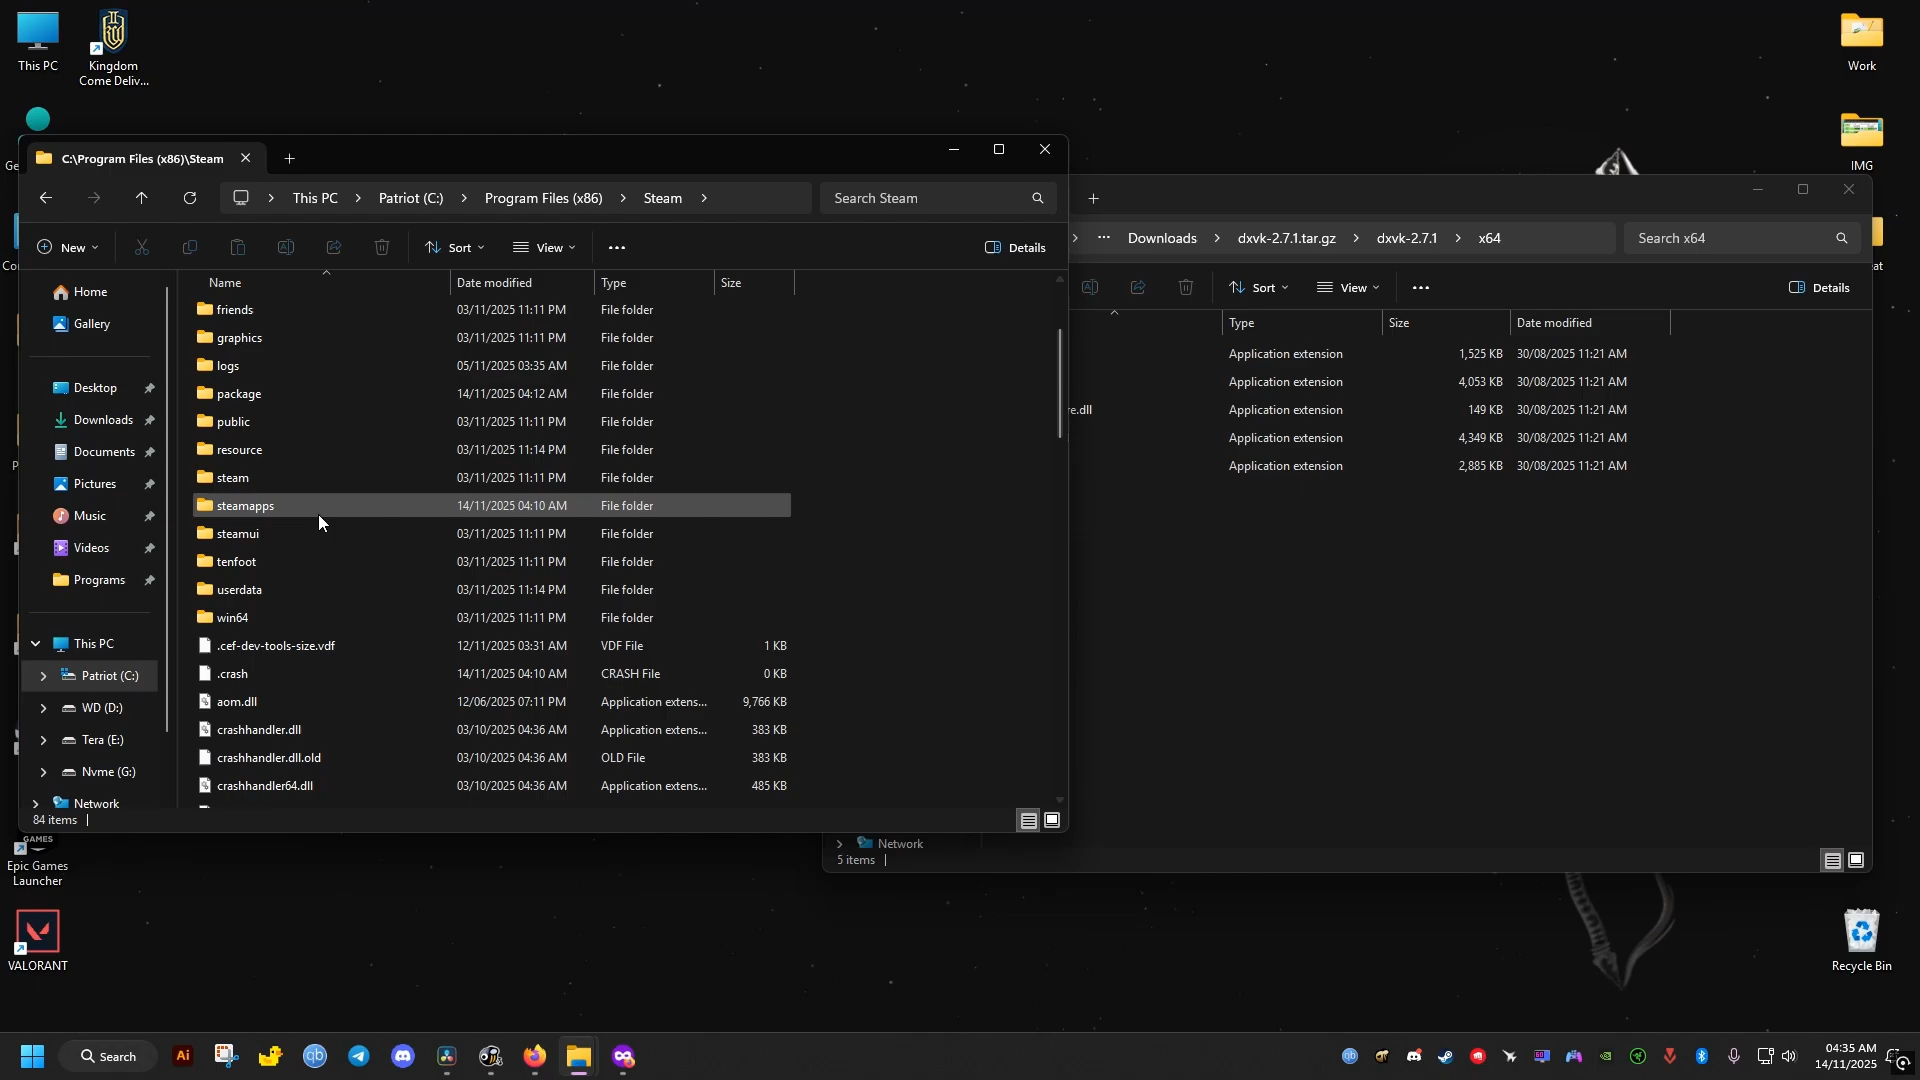 This PC
Kingdom
Come Deliv...
Work
IMG
C:\Program Files (x86)\Steam
This PC
Patriot (C:)
Program Files (x86)
Steam
Search Steam
New
Sort
View
Details
Name
Date modified
Type
Size
Home
Gallery
Desktop
Downloads
Documents
Pictures
Music
Videos
Programs
This PC
Patriot (C:)
WD (D:)
Tera (E:)
Nvme (G:)
Network
friends 03/11/2025 11:11 PM File folder
graphics 03/11/2025 11:11 PM File folder
logs 05/11/2025 03:35 AM File folder
package 14/11/2025 04:12 AM File folder
public 03/11/2025 11:11 PM File folder
resource 03/11/2025 11:14 PM File folder
steam 03/11/2025 11:11 PM File folder
steamapps 14/11/2025 04:10 AM File folder
steamui 03/11/2025 11:11 PM File folder
tenfoot 03/11/2025 11:11 PM File folder
userdata 03/11/2025 11:14 PM File folder
win64 03/11/2025 11:11 PM File folder
.cef-dev-tools-size.vdf 12/11/2025 03:31 AM VDF File 1 KB
.crash 14/11/2025 04:10 AM CRASH File 0 KB
aom.dll 12/06/2025 07:11 PM Application extens... 9,766 KB
crashhandler.dll 03/10/2025 04:36 AM Application extens... 383 KB
crashhandler.dll.old 03/10/2025 04:36 AM OLD File 383 KB
crashhandler64.dll 03/10/2025 04:36 AM Application extens... 485 KB
84 items
Downloads
dxvk-2.7.1.tar.gz
dxvk-2.7.1
x64
Search x64
Sort
View
Details
Type
Size
Date modified
Application extension 1,525 KB 30/08/2025 11:21 AM
Application extension 4,053 KB 30/08/2025 11:21 AM
re.dll Application extension 149 KB 30/08/2025 11:21 AM
Application extension 4,349 KB 30/08/2025 11:21 AM
Application extension 2,885 KB 30/08/2025 11:21 AM
Network
5 items
GAMES
Epic Games
Launcher
VALORANT
Recycle Bin
Search
Ai
qb
04:35 AM
14/11/2025